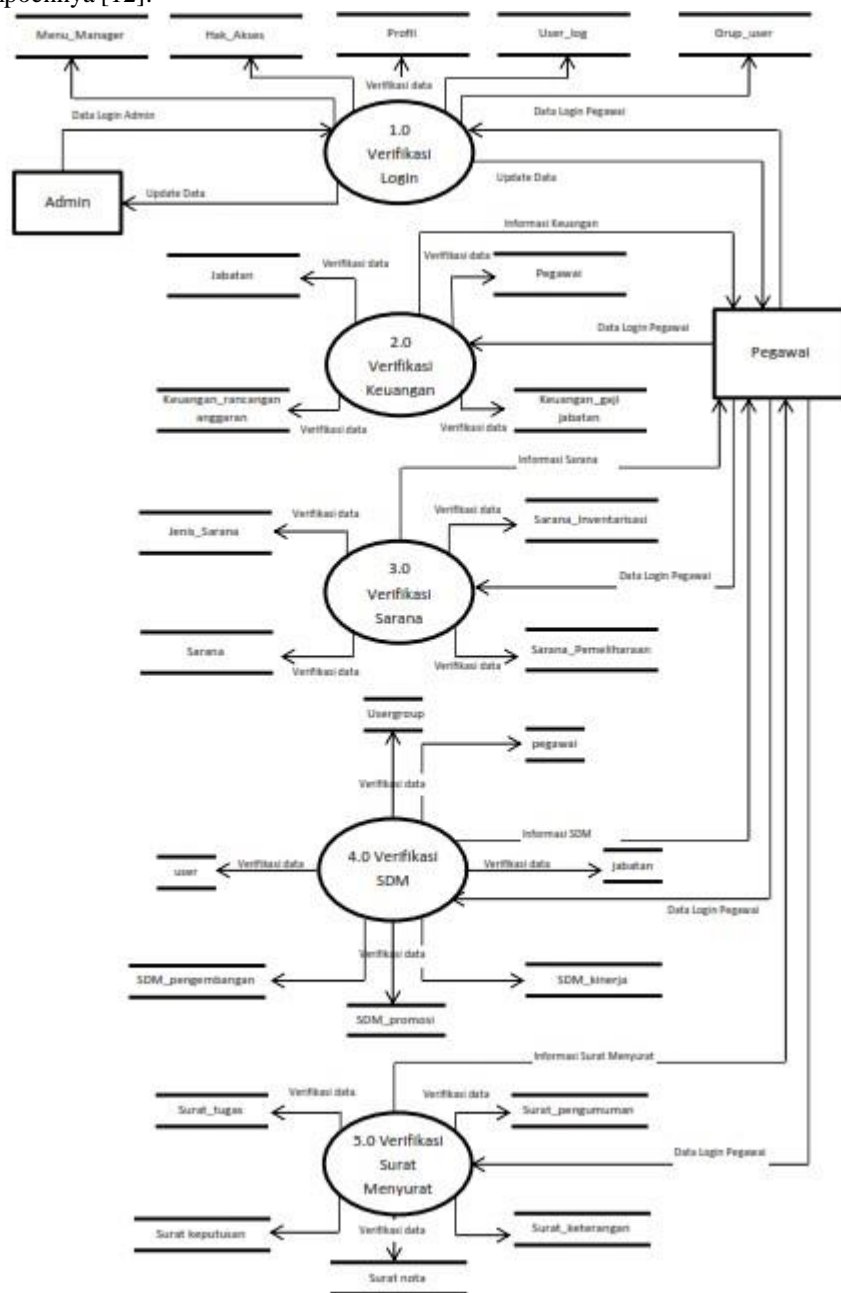 [12].
Menu_Manager
Hak_Akses
Profil
User_log
Grup_user
Verifikasi data
Data Login Admin
Data Login Pegawai
1.0
Verifikasi
Login
Admin
Update Data
Update Data
Informasi Keuangan
Jabatan
Verifikasi data
Verifikasi data
Pegawai
Data Login Pegawai
Pegawai
2.0
Verifikasi
Keuangan
Keuangan_rancangan
anggaran
Verifikasi data
Verifikasi data
Keuangan_gaji
jabatan
Informasi Sarana
Jenis_Sarana
Verifikasi data
Verifikasi data
Sarana_Inventarisasi
3.0
Verifikasi
Sarana
Data Login Pegawai
Sarana
Verifikasi data
Verifikasi data
Sarana_Pemeliharaan
Usergroup
pegawai
Verifikasi data
Informasi SDM
4.0 Verifikasi
SDM
user
Verifikasi data
Verifikasi data
jabatan
Data Login Pegawai
Verifikasi data
SDM_pengembangan
SDM_kinerja
SDM_promosi
Informasi Surat Menyurat
Surat_tugas
Verifikasi data
Verifikasi data
Surat_pengumuman
5.0 Verifikasi
Surat
Menyurat
Data Login Pegawai
Surat keputusan
Verifikasi data
Surat_keterangan
Surat nota